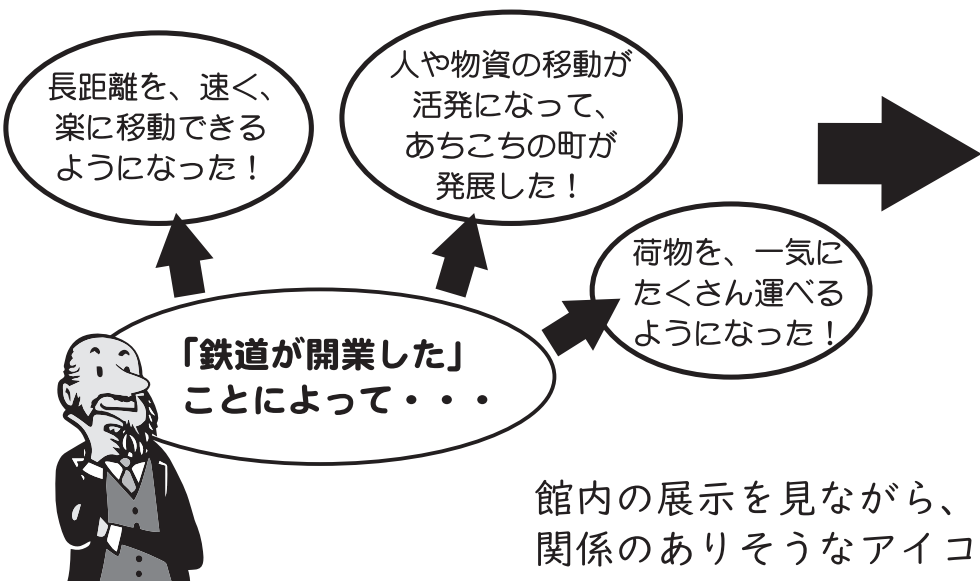 長距離を、速く、
楽に移動できる
ようになった！
人や物資の移動が
活発になって、
あちこちの町が
発展した！
荷物を、一気に
たくさん運べる
ようになった！
「鉄道が開業した」
ことによって・・・
館内の展示を見ながら、
関係のありそうなアイコ